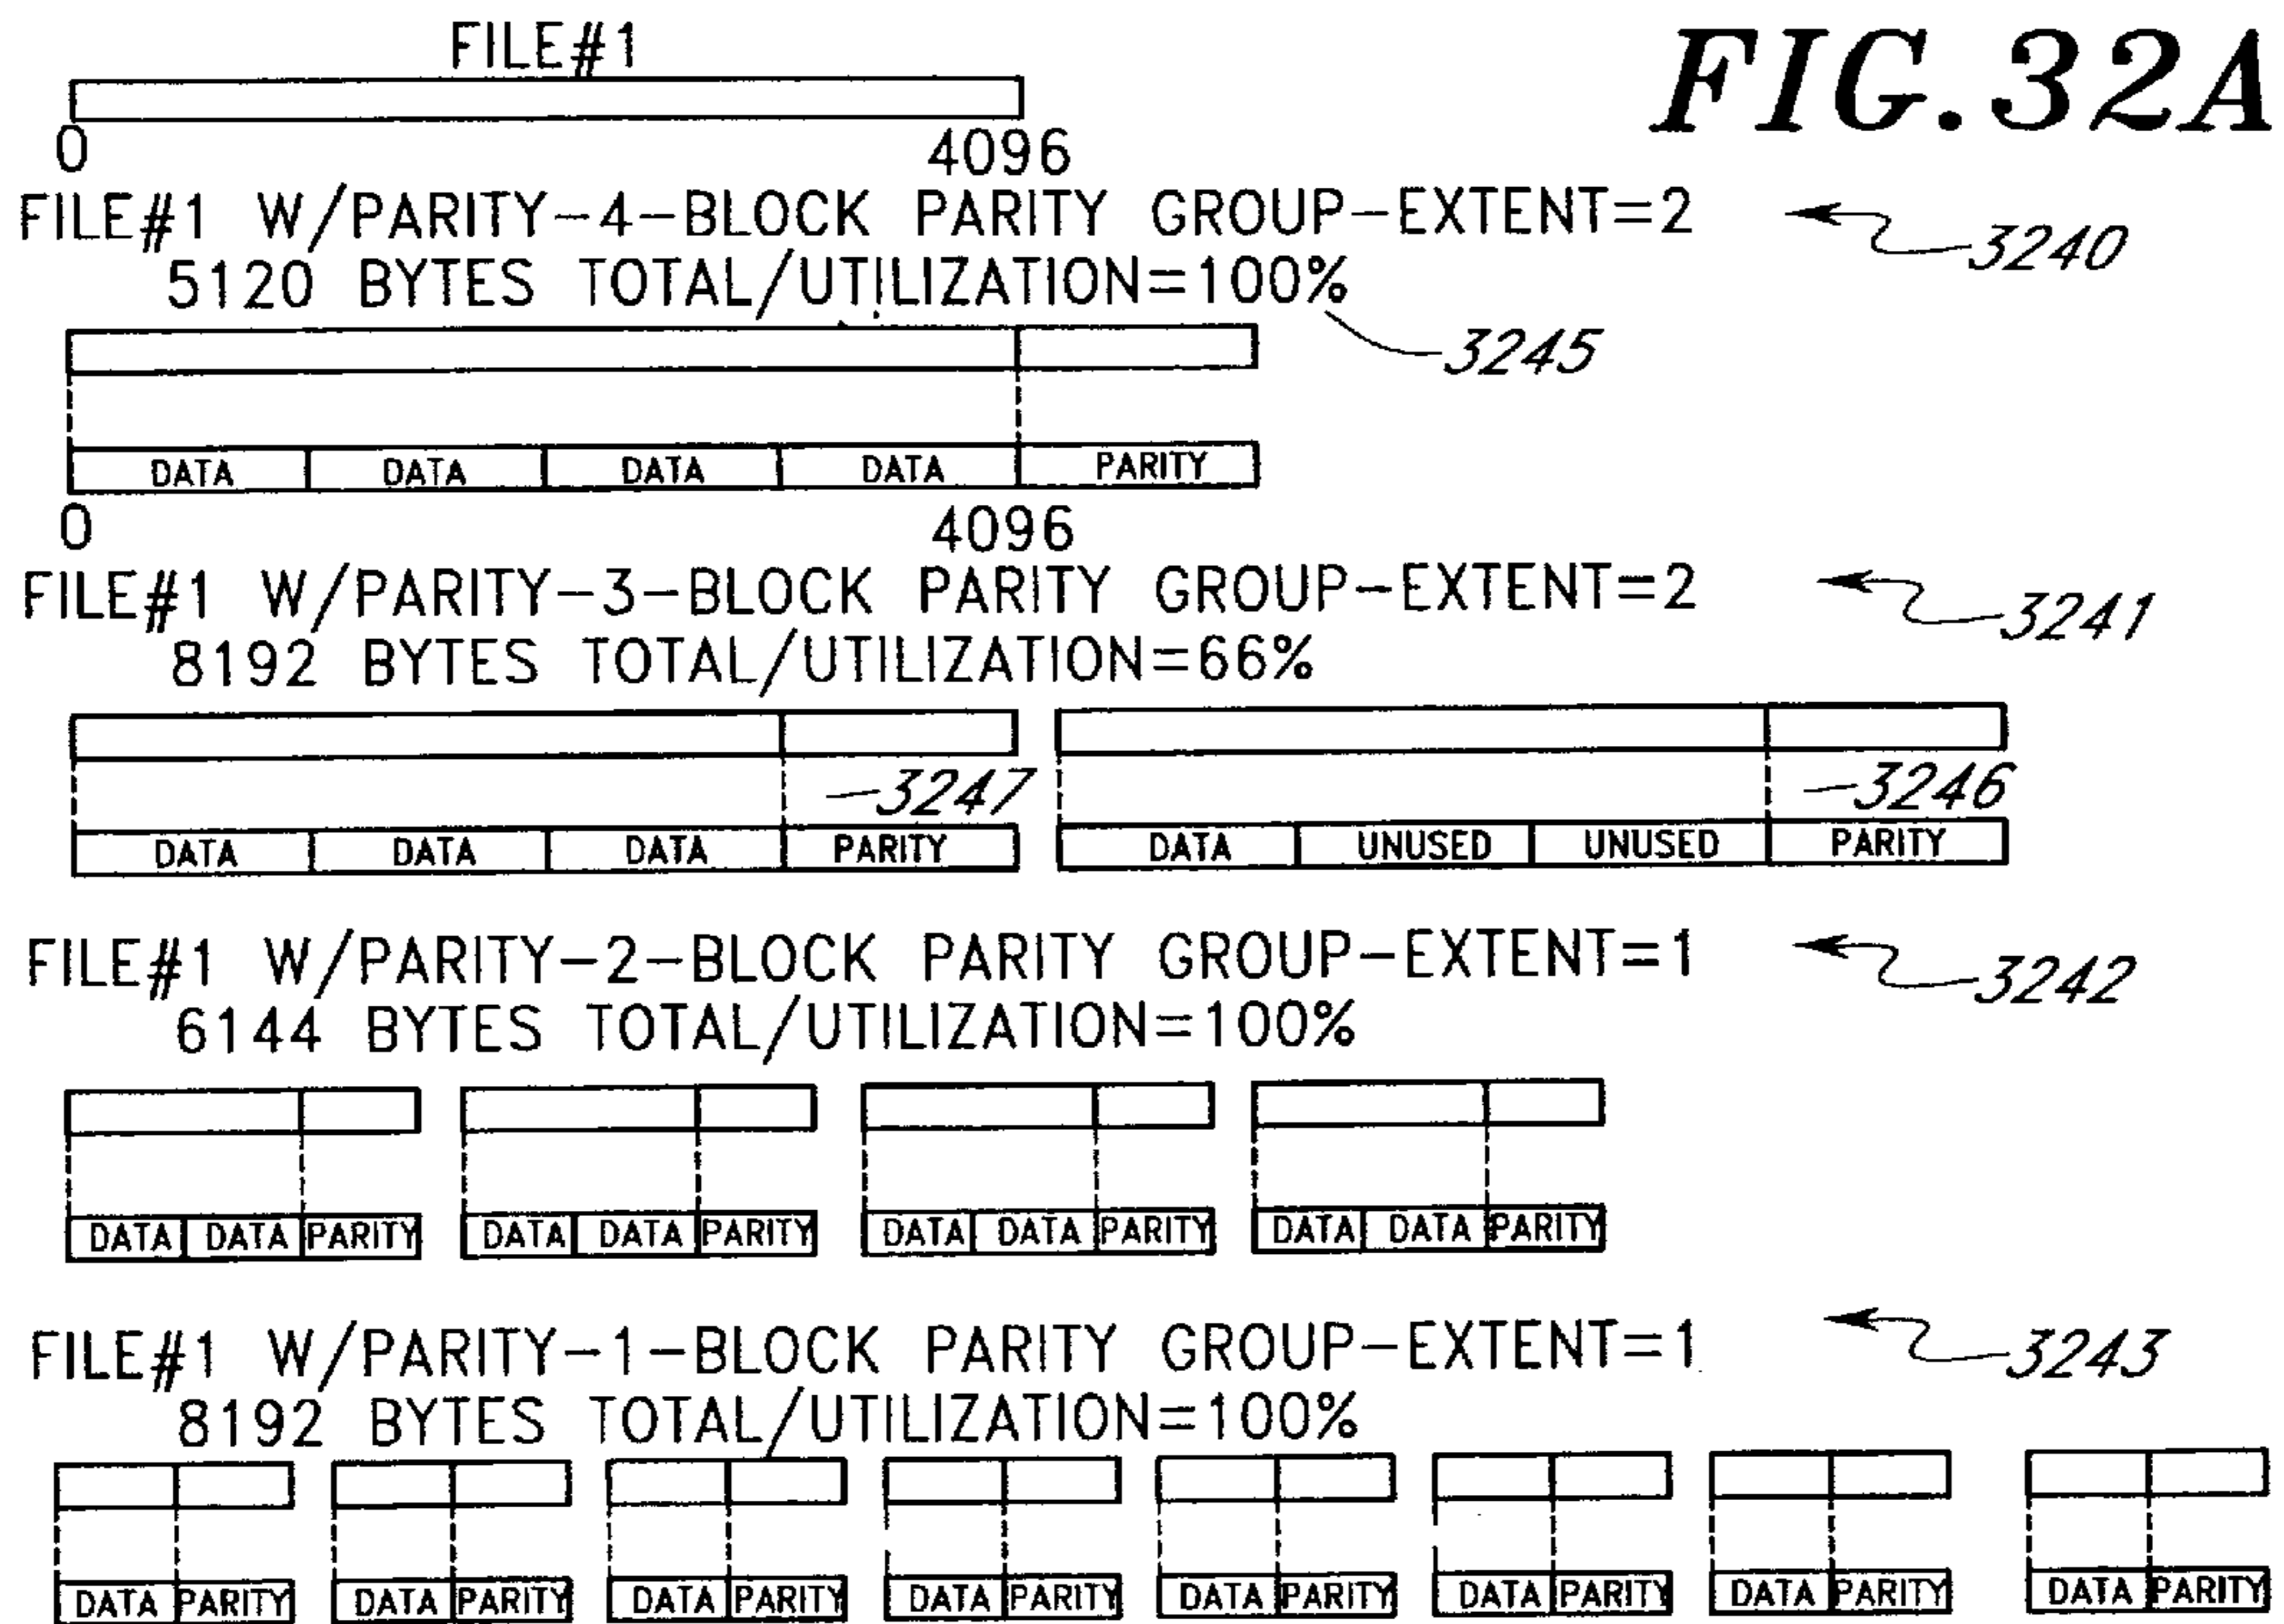 FILE#1
FIG.32A
0 4096
FILE#1 W/PARITY-4-BLOCK PARITY GROUP-EXTENT=2
3240
5120 BYTES TOTAL/UTILIZATION=100%
3245
DATA DATA DATA DATA PARITY
0 4096
FILE#1 W/PARITY-3-BLOCK PARITY GROUP-EXTENT=2
3241
8192 BYTES TOTAL/UTILIZATION=66%
3247 3246
DATA DATA DATA PARITY DATA UNUSED UNUSED PARITY
FILE#1 W/PARITY-2-BLOCK PARITY GROUP-EXTENT=1
3242
6144 BYTES TOTAL/UTILIZATION=100%
DATA DATA PARITY DATA DATA PARITY DATA DATA PARITY DATA DATA PARITY
FILE#1 W/PARITY-1-BLOCK PARITY GROUP-EXTENT=1
3243
8192 BYTES TOTAL/UTILIZATION=100%
DATA PARITY DATA PARITY DATA PARITY DATA PARITY DATA PARITY DATA PARITY DATA PARITY DATA PARITY